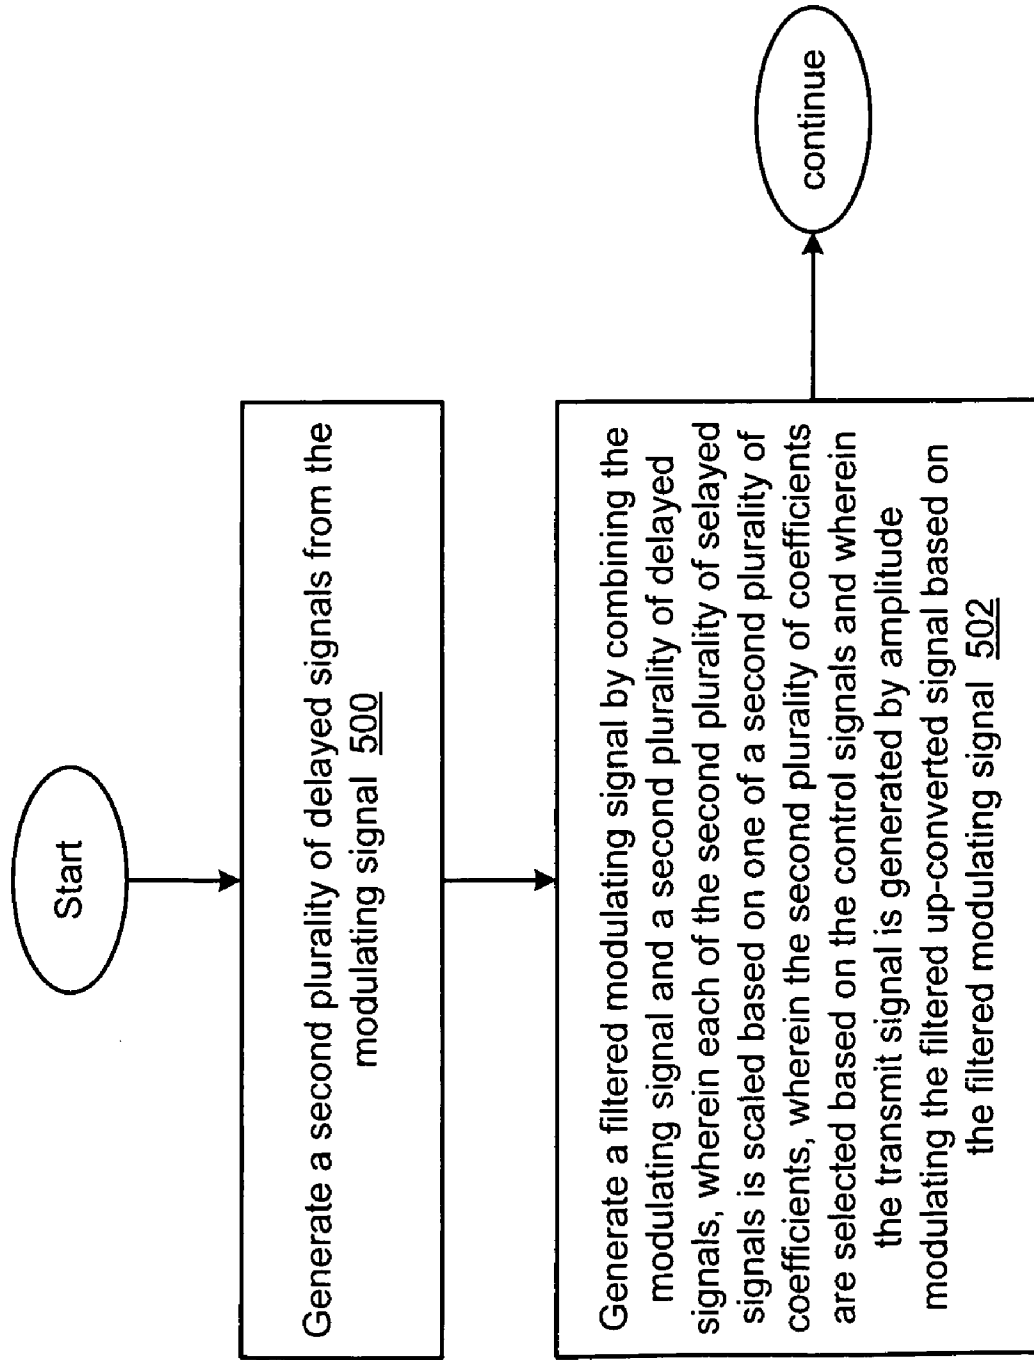 Start
Generate a second plurality of delayed signals from the
modulating signal 500
Generate a filtered modulating signal by combining the
modulating signal and a second plurality of delayed
signals, wherein each of the second plurality of selayed
signals is scaled based on one of a second plurality of
coefficients, wherein the second plurality of coefficients
are selected based on the control signals and wherein
the transmit signal is generated by amplitude
modulating the filtered up-converted signal based on
the filtered modulating signal 502
continue